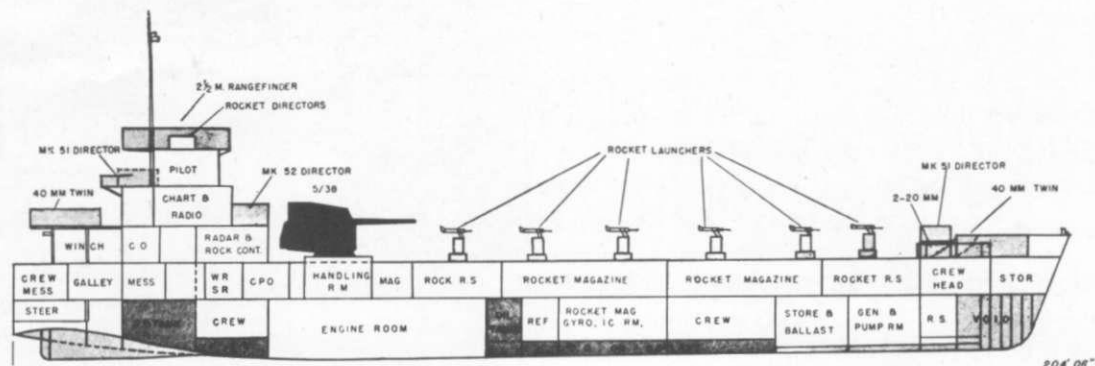 2½ M. RANGEFINDER
ROCKET DIRECTORS
MK 51 DIRECTOR
PILOT
MK 52 DIRECTOR
5/38
40 MM TWIN
CHART &
RADIO
ROCKET LAUNCHERS
MK 51 DIRECTOR
2-20 MM
40 MM TWIN
WINCH
C O
RADAR &
ROCK CONT.
CREW
MESS
GALLEY
MESS
WR
SR
CPO
HANDLING
RM
MAG
ROCK R.S
ROCKET MAGAZINE
ROCKET MAGAZINE
ROCKET R.S
CREW
HEAD
STOR
STEER
CREW
ENGINE ROOM
REF
ROCKET MAG
GYRO, I.C. RM,
CREW
STORE &
BALLAST
GEN &
PUMP RM
R.S.
VOID
204' 06"